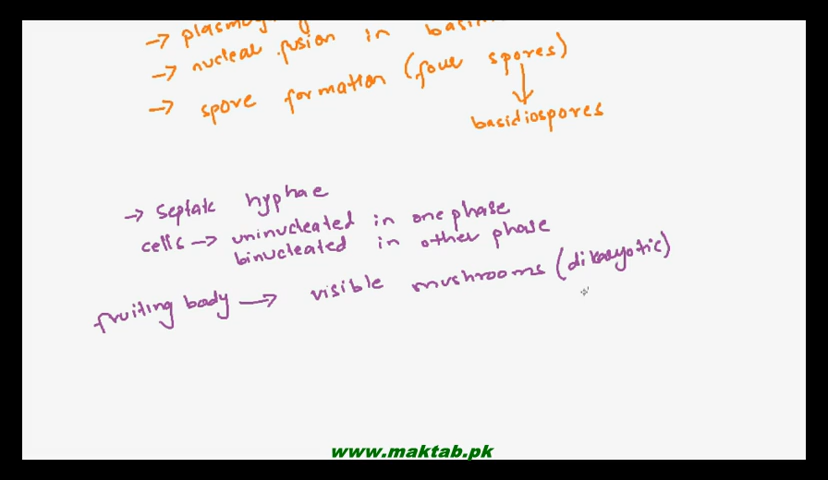 → nuclear fusion in
→ spore formation (four spores)
basidiospores
→ septate hyphae
cells → uninucleated in one phase
binucleated in other phase
fruiting body → visible mushrooms (dikaryotic)
www.maktab.pk